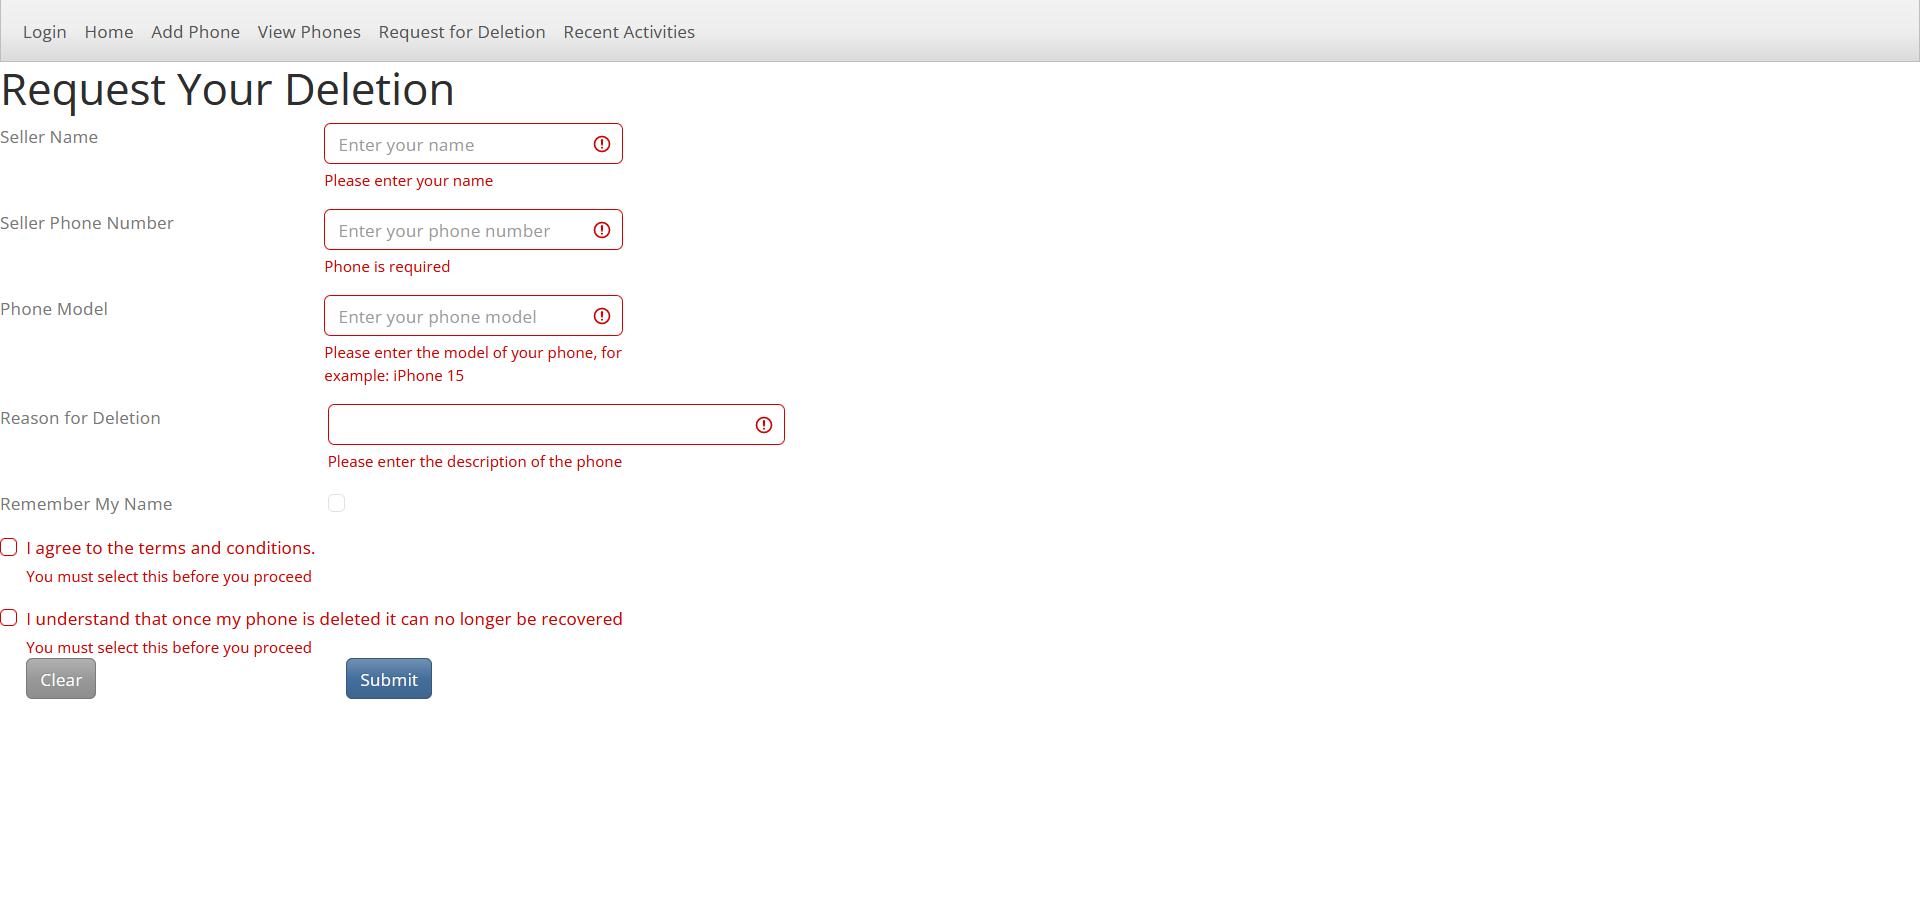 Login Home Add Phone View Phones Request for Deletion Recent Activities
Request Your Deletion
Seller Name
Enter your name
Please enter your name
Seller Phone Number
Enter your phone number
Phone is required
Phone Model
Enter your phone model
Please enter the model of your phone, for
example: iPhone 15
Reason for Deletion
Please enter the description of the phone
Remember My Name
I agree to the terms and conditions.
You must select this before you proceed
I understand that once my phone is deleted it can no longer be recovered
You must select this before you proceed
Clear Submit